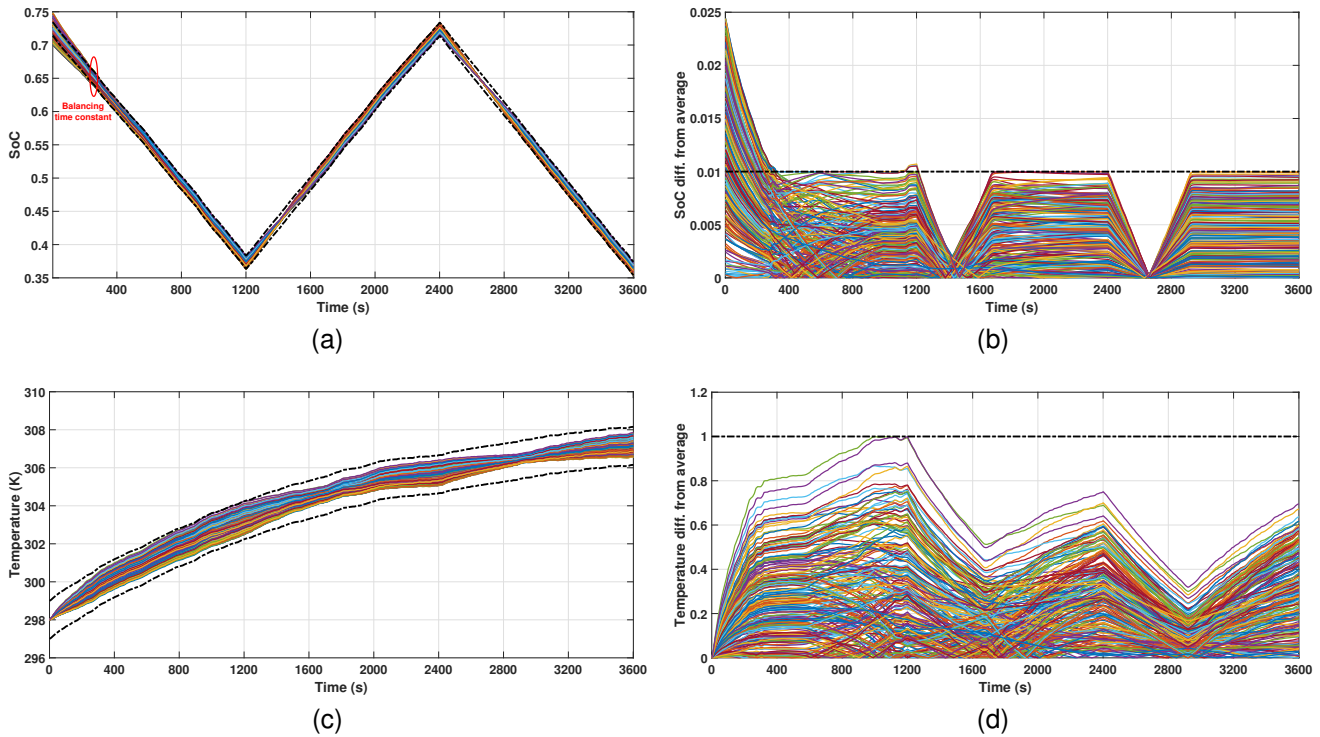 0.75
0.7
0.65
0.6
0.55
0.5
0.45
0.4
0.35
SoC
Balancing
time constant
400 800 1200 1600 2000 2400 2800 3200 3600
Time (s)
(a)
0.025
0.02
0.015
0.01
0.005
0
SoC diff. from average
0 400 800 1200 1600 2000 2400 2800 3200 3600
Time (s)
(b)
310
308
306
304
302
300
298
296
Temperature (K)
0 400 800 1200 1600 2000 2400 2800 3200 3600
Time (s)
(c)
1.2
1
0.8
0.6
0.4
0.2
0
Temperature diff. from average
0 400 800 1200 1600 2000 2400 2800 3200 3600
Time (s)
(d)